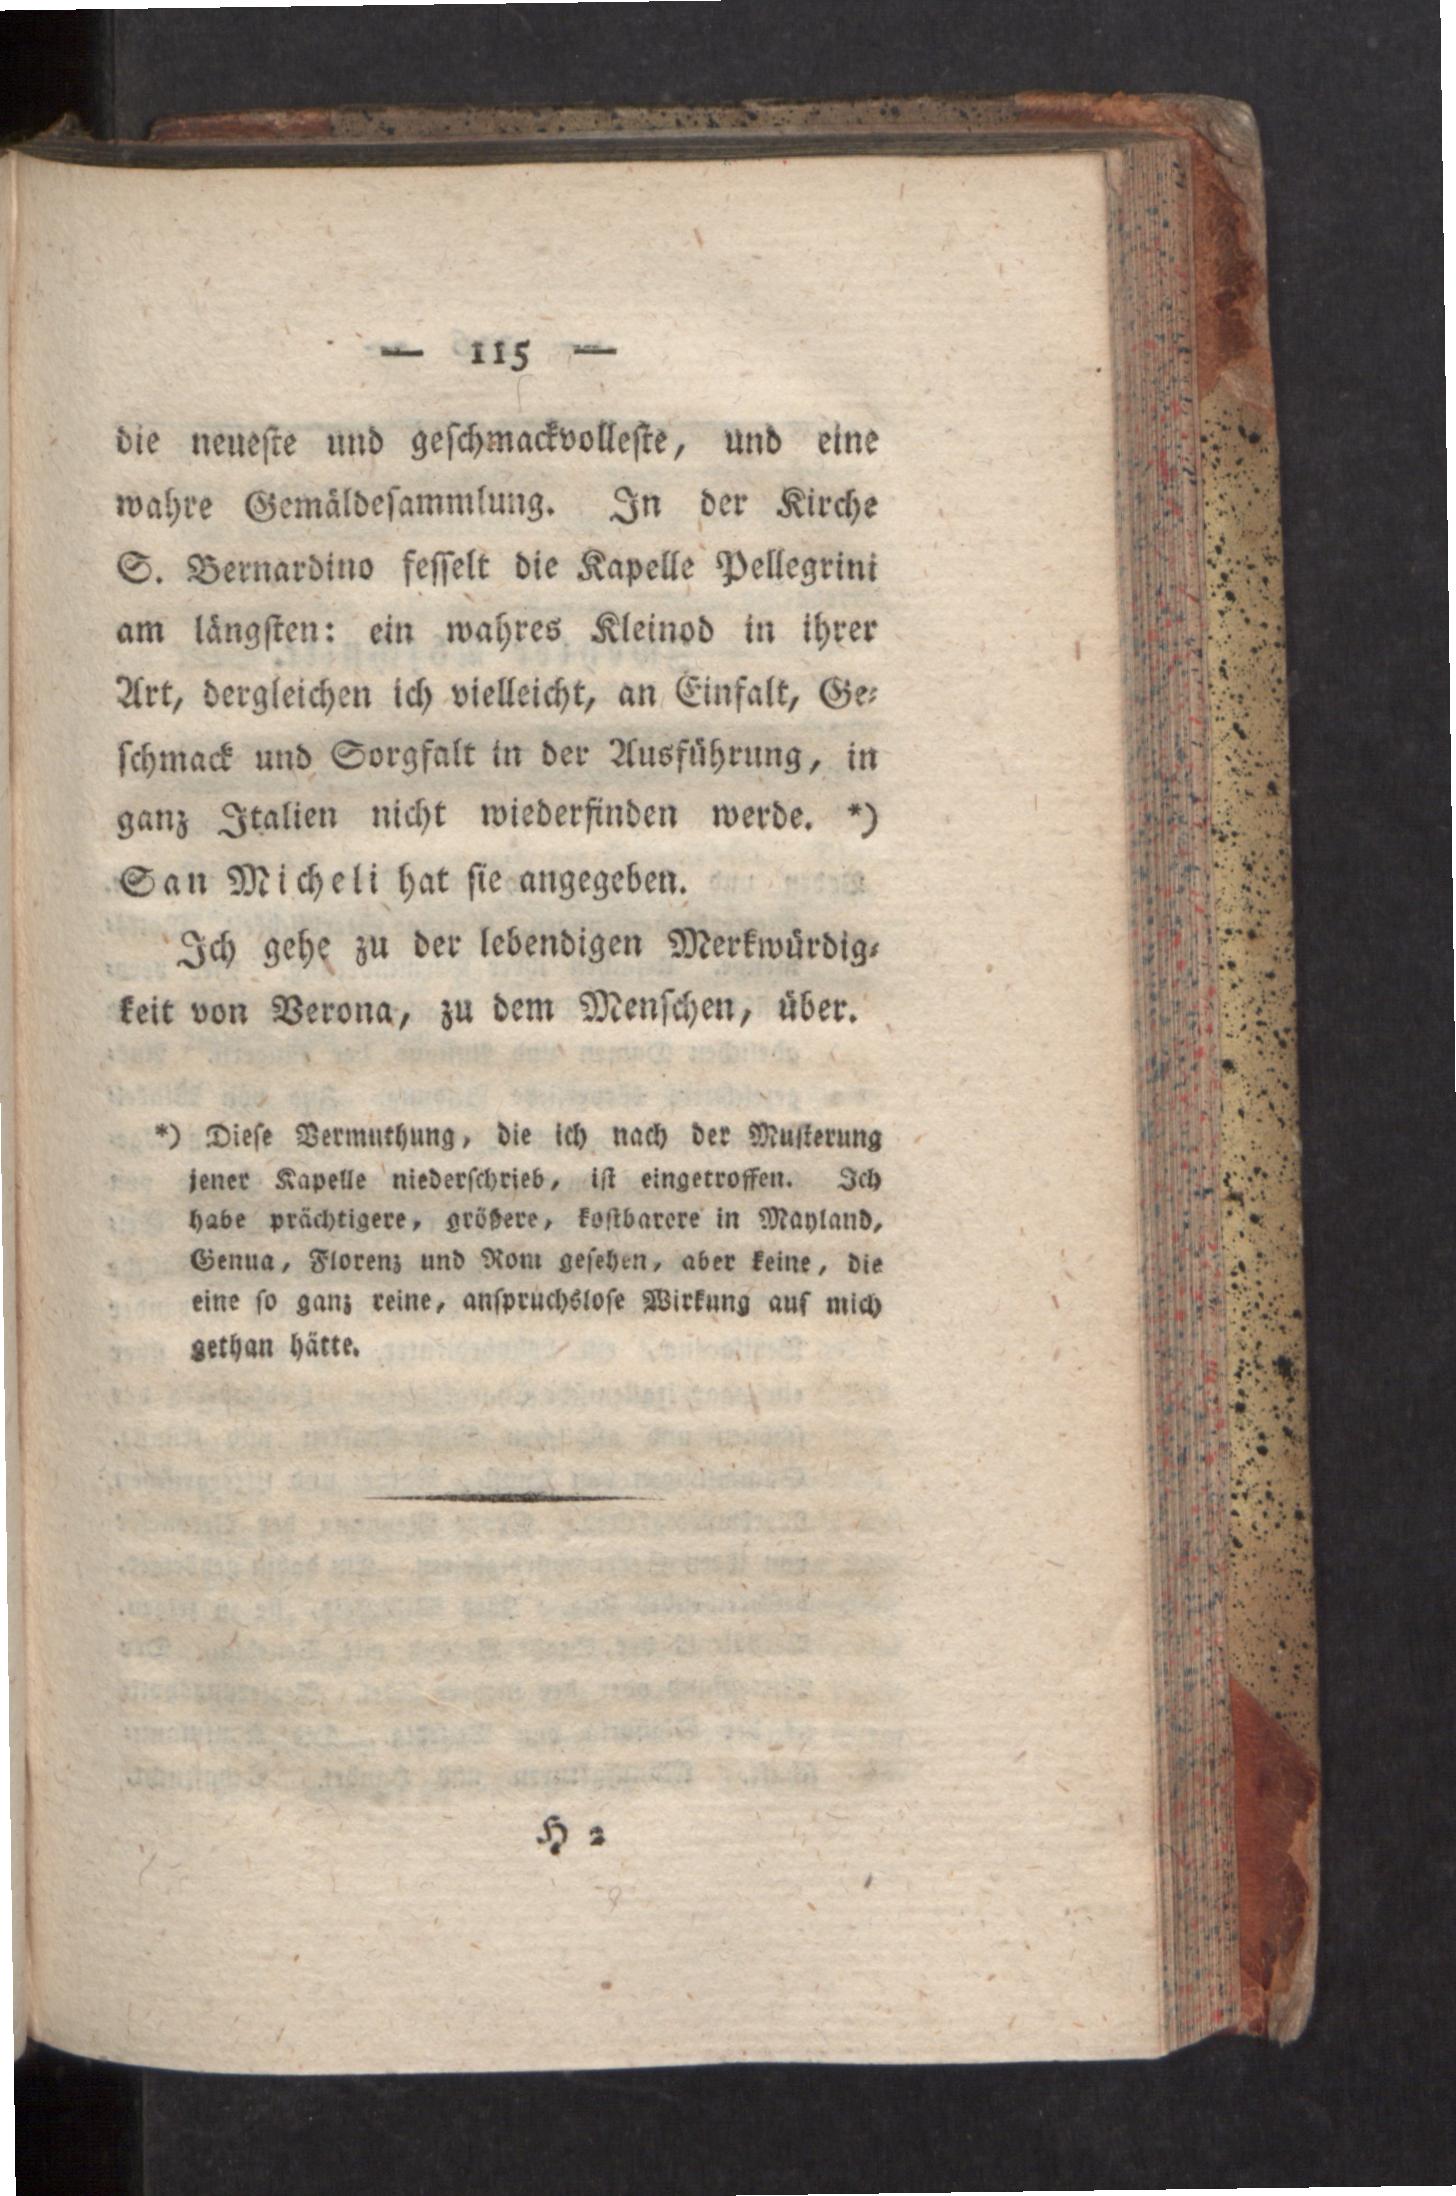 — 115 —
die neueſte und geſchmackvolleſte, und eine
wahre Gemäldeſammlung. In der Kirche
S. Bernardino feſſelt die Kapelle Pellegrini
am längſten: ein wahres Kleinod in ihrer
Art, dergleichen ich vielleicht, an Einfalt, Ge⸗
ſchmack und Sorgfalt in der Ausführung, in
ganz Italien nicht wiederfinden werde. *)
San Micheli hat ſie angegeben.
Ich gehe zu der lebendigen Merkwürdig⸗
keit von Verona, zu dem Menſchen, über.
*) Dieſe Vermuthung, die ich nach der Muſterung
jener Kapelle niederſchrieb, iſt eingetroffen. Ich
habe prächtigere, größere, koſtbarere in Mayland,
Genua, Florenz und Rom geſehen, aber keine, die
eine ſo ganz reine, anſpruchsloſe Wirkung auf mich
gethan hätte.
H 2